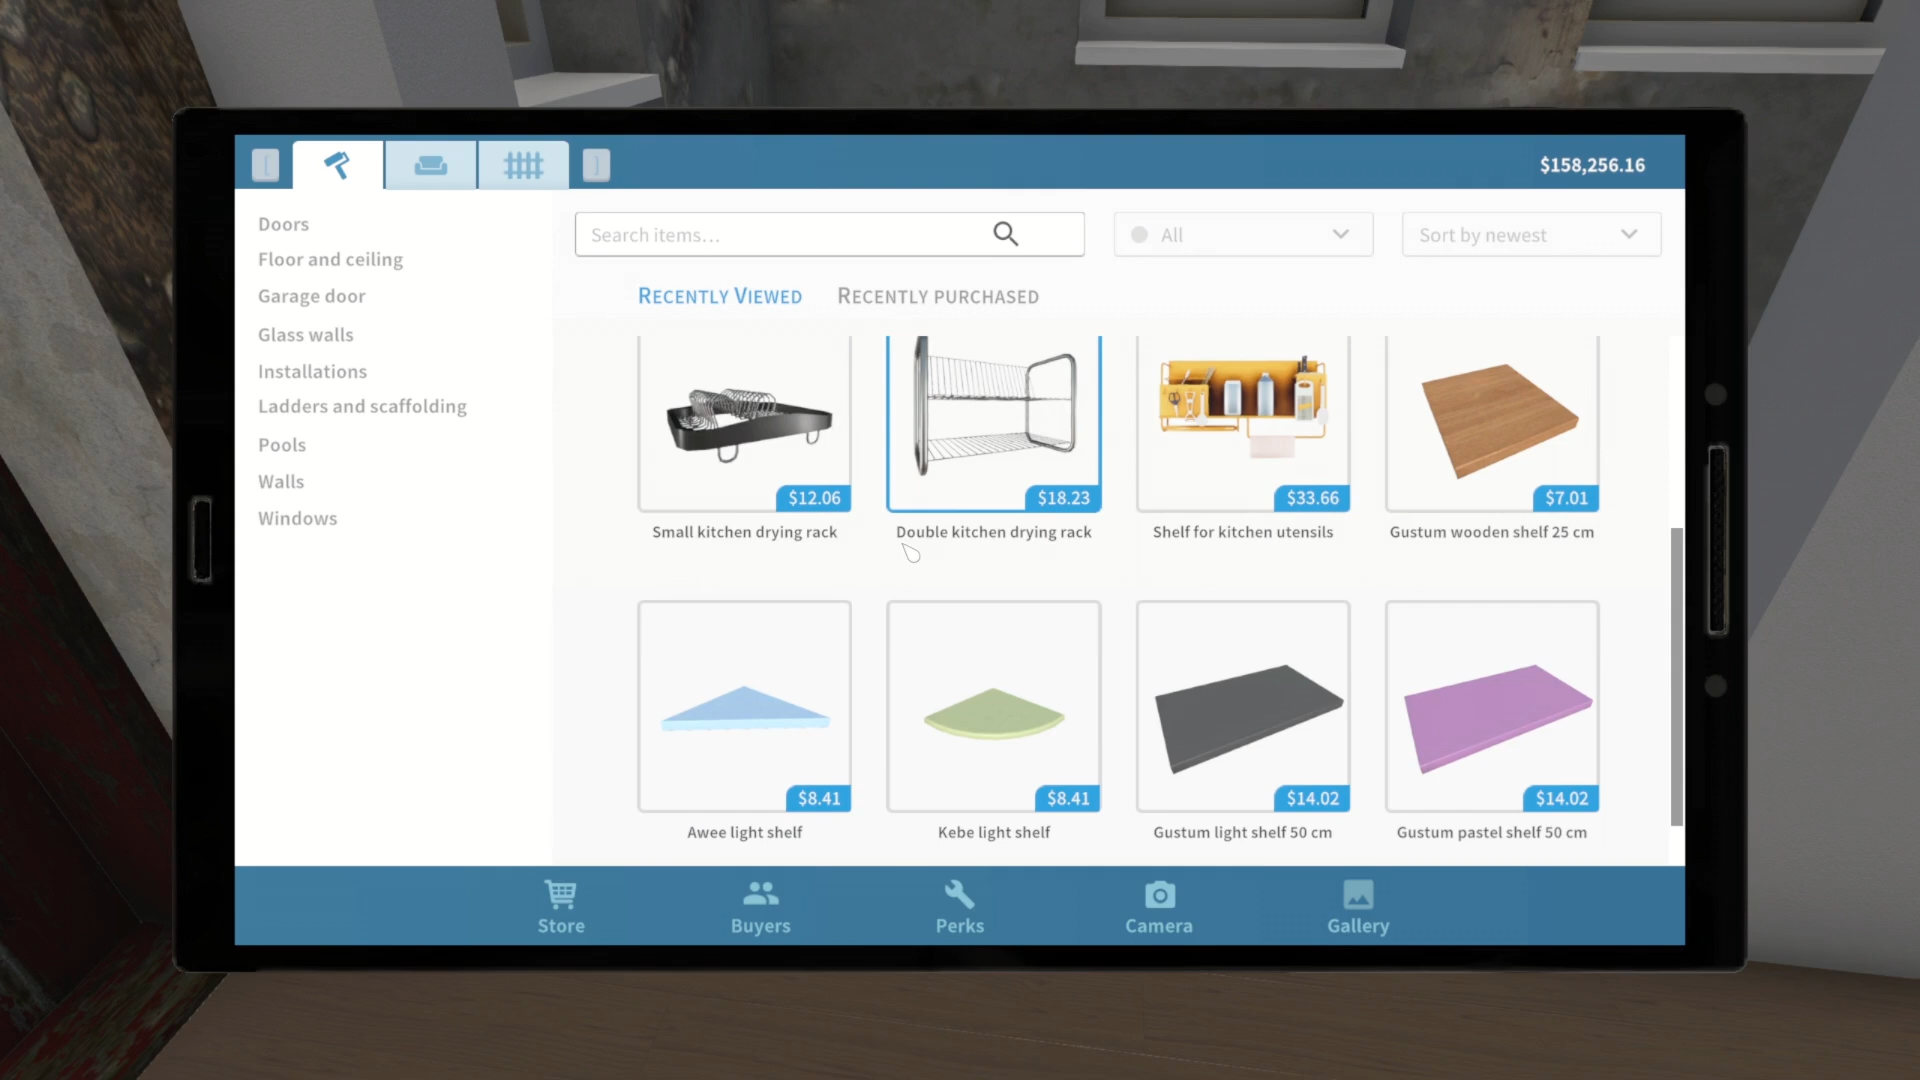 [
]
$158,256.16
Doors
Floor and ceiling
Garage door
Glass walls
Installations
Ladders and scaffolding
Pools
Walls
Windows
Search items...
All
Sort by newest
RECENTLY VIEWED
RECENTLY PURCHASED
$12.06
$18.23
$33.66
$7.01
Small kitchen drying rack
Double kitchen drying rack
Shelf for kitchen utensils
Gustum wooden shelf 25 cm
$8.41
$8.41
$14.02
$14.02
Awee light shelf
Kebe light shelf
Gustum light shelf 50 cm
Gustum pastel shelf 50 cm
Store
Buyers
Perks
Camera
Gallery